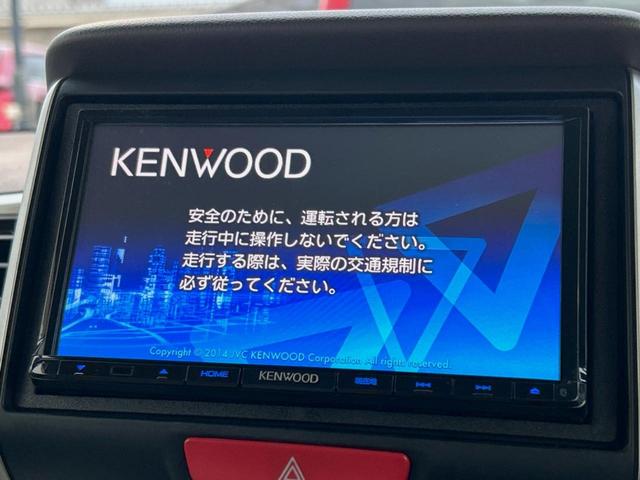 KENWOOD
安全のために、運転される方は
走行中に操作しないでください。
走行する際は、実際の交通規制に
必ず従ってください。
Copyright © 2014 JVC KENWOOD Corporation All rights reserved.
HOME
KENWOOD
現在地